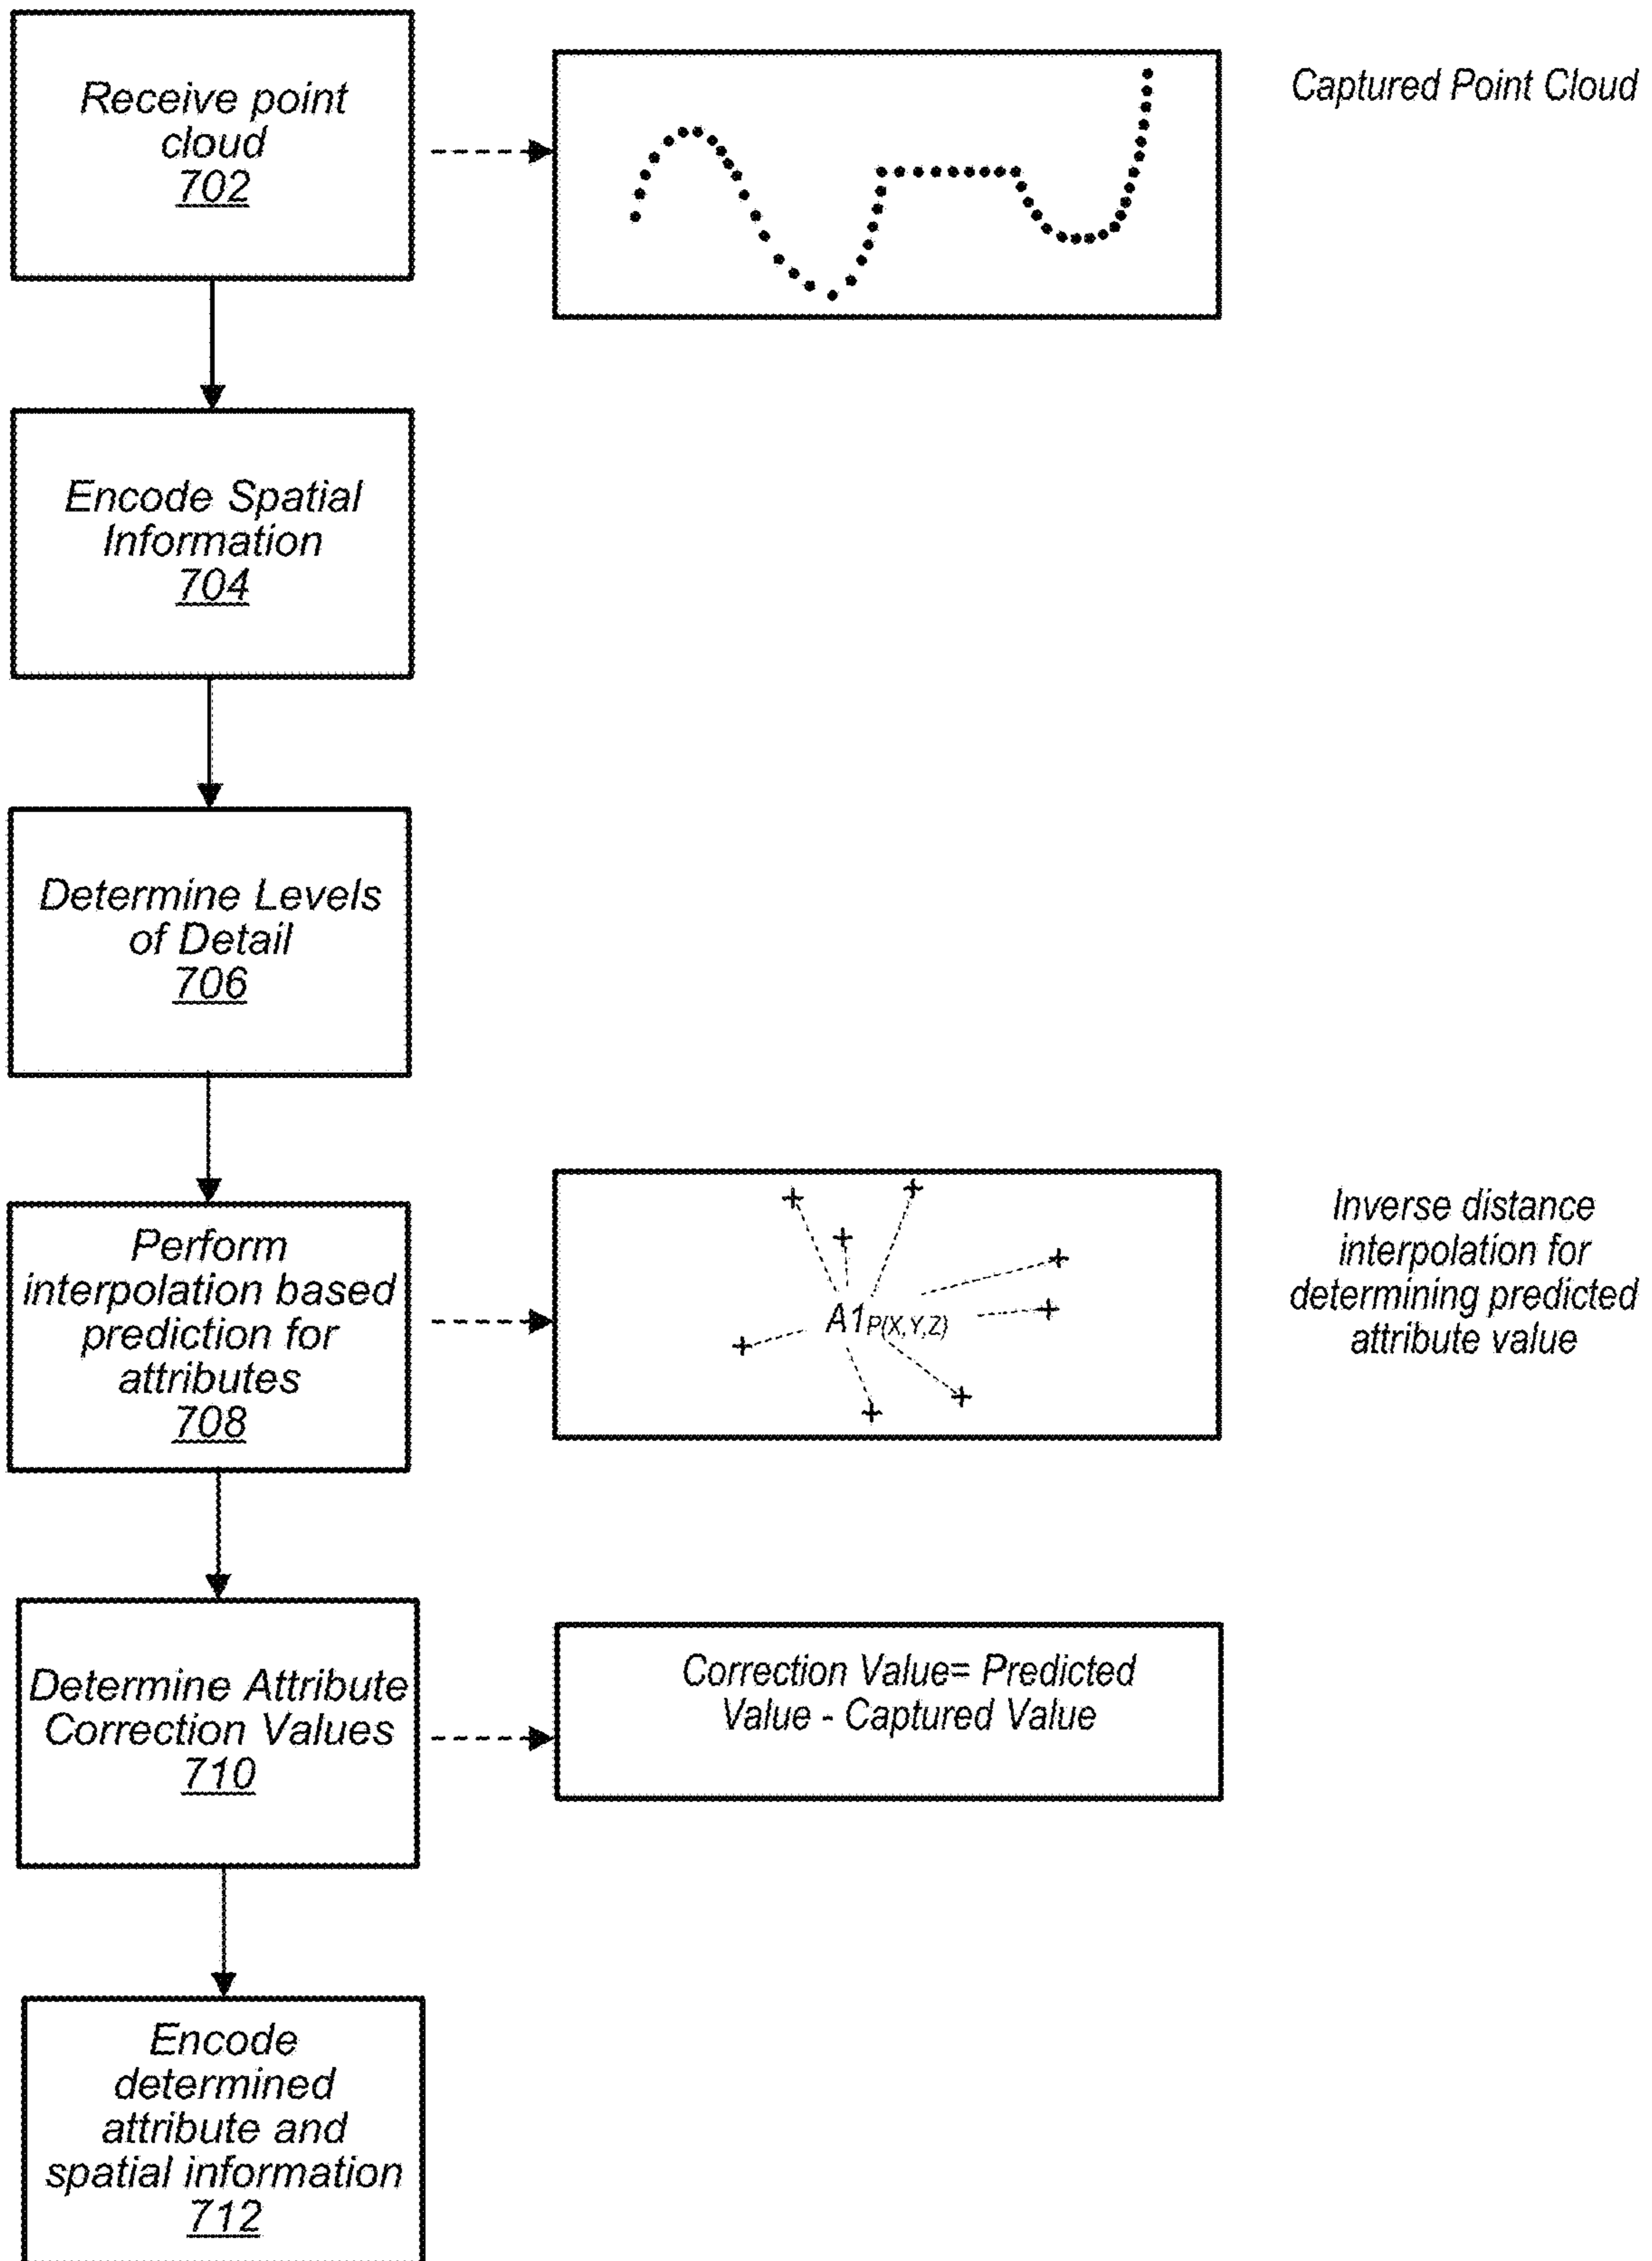 Receive point
cloud
702
Captured Point Cloud
Encode Spatial
Information
704
Determine Levels
of Detail
706
Perform
interpolation based
prediction for
attributes
708
A1P(X,Y,Z)
Inverse distance
interpolation for
determining predicted
attribute value
Determine Attribute
Correction Values
710
Correction Value= Predicted
Value - Captured Value
Encode
determined
attribute and
spatial information
712